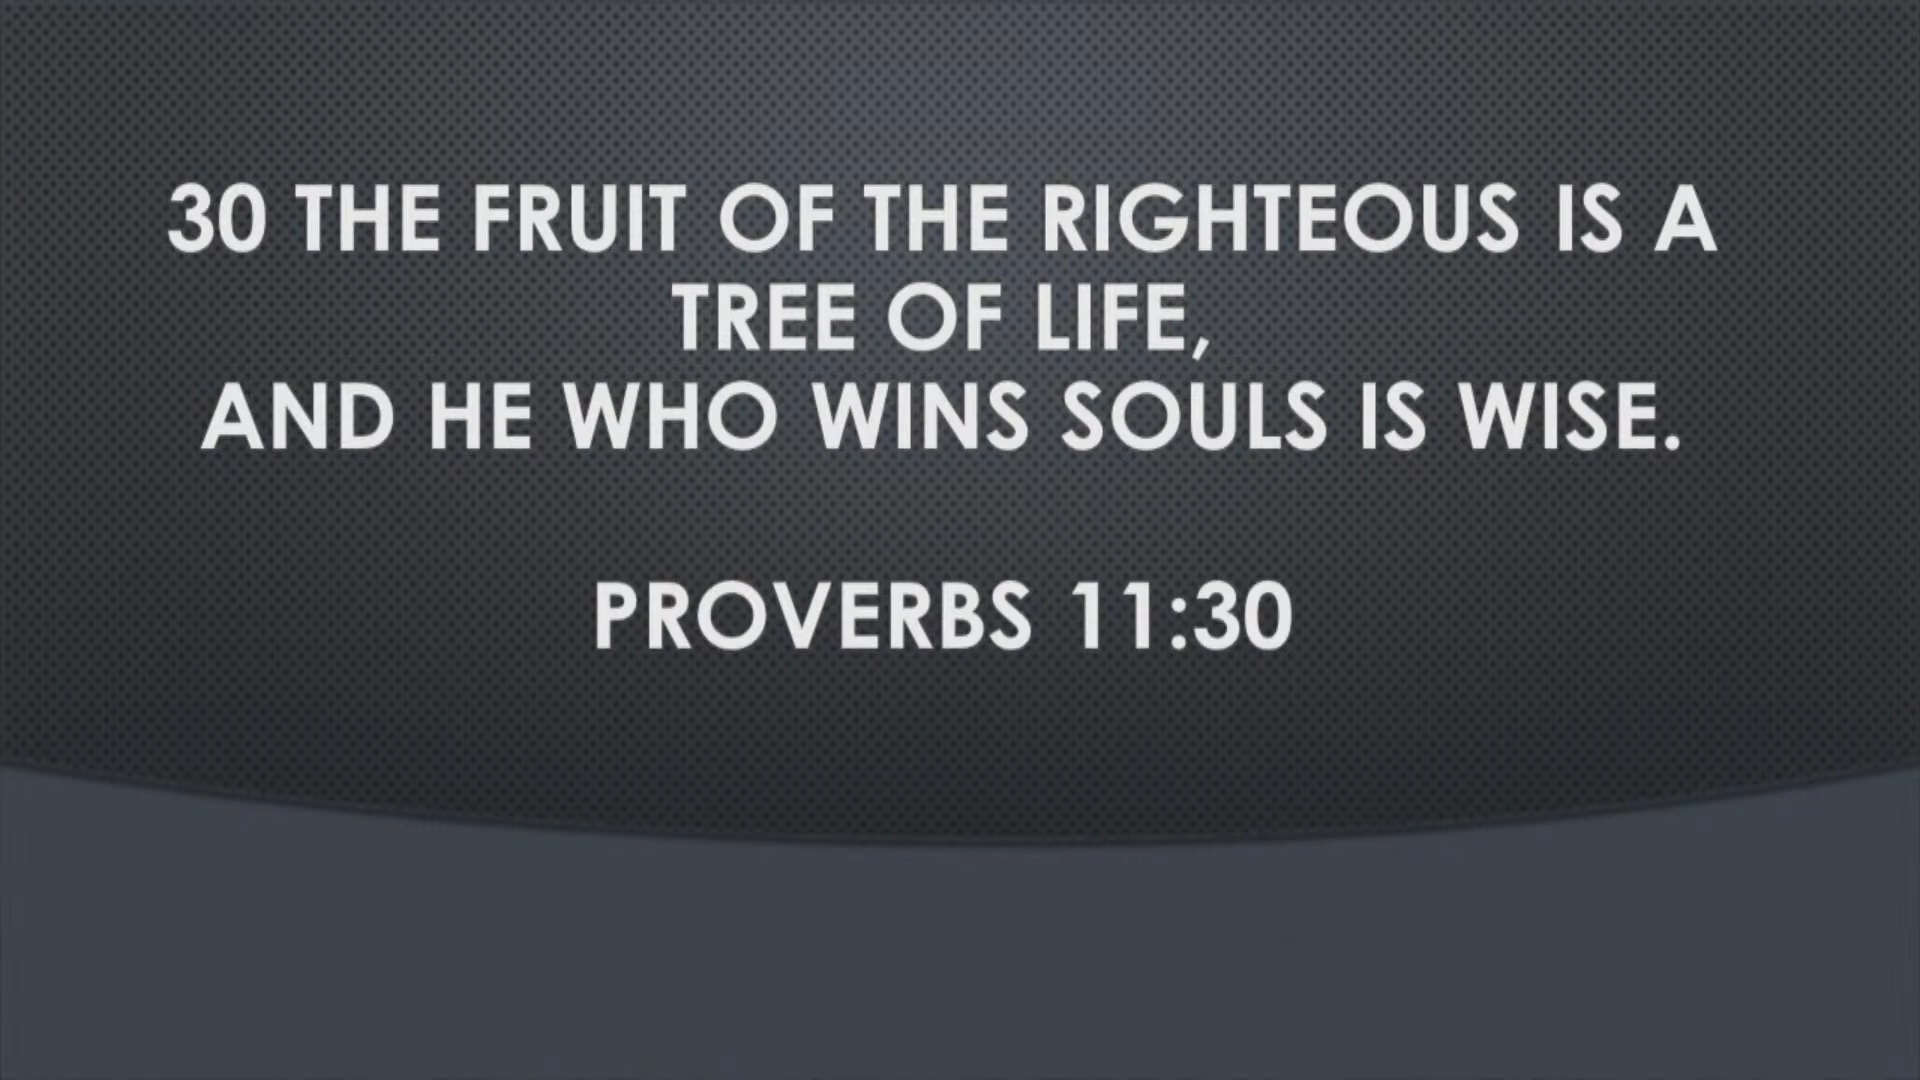 30 THE FRUIT OF THE RIGHTEOUS IS A
TREE OF LIFE,
AND HE WHO WINS SOULS IS WISE.
PROVERBS 11:30